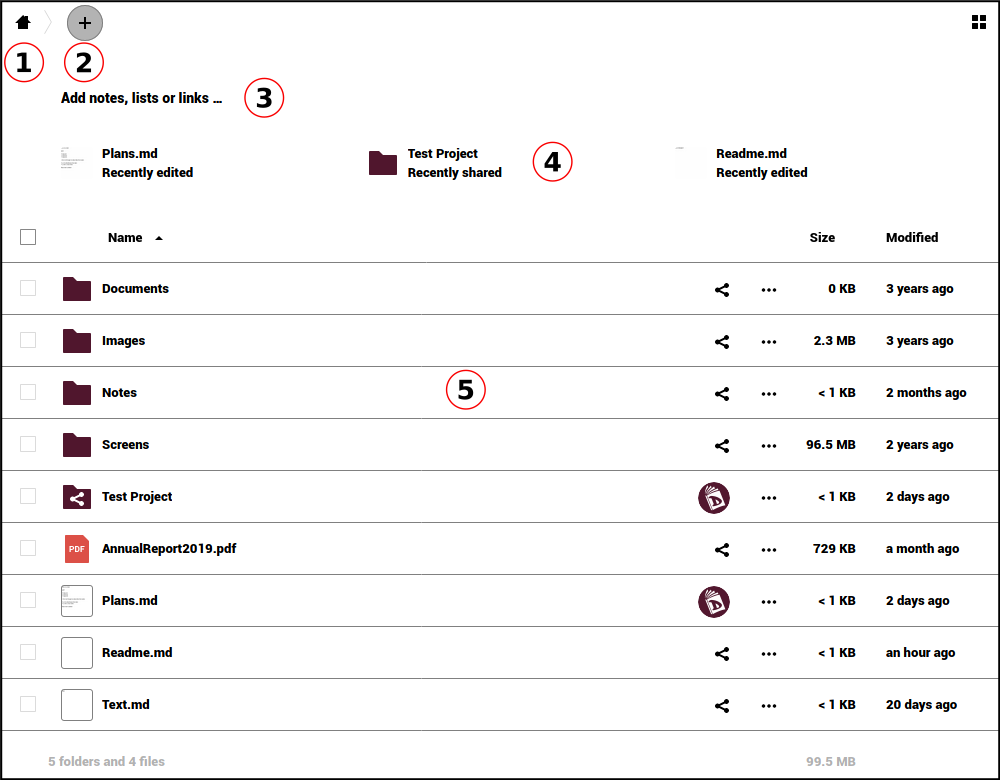 1
2
Add notes, lists or links ...
3
Plans.md
Recently edited
Test Project
Recently shared
4
Readme.md
Recently edited
Name
Size
Modified
Documents
0 KB
3 years ago
Images
2.3 MB
3 years ago
Notes
5
< 1 KB
2 months ago
Screens
96.5 MB
2 years ago
Test Project
< 1 KB
2 days ago
PDF
AnnualReport2019.pdf
729 KB
a month ago
Plans.md
< 1 KB
2 days ago
Readme.md
< 1 KB
an hour ago
Text.md
< 1 KB
20 days ago
5 folders and 4 files
99.5 MB